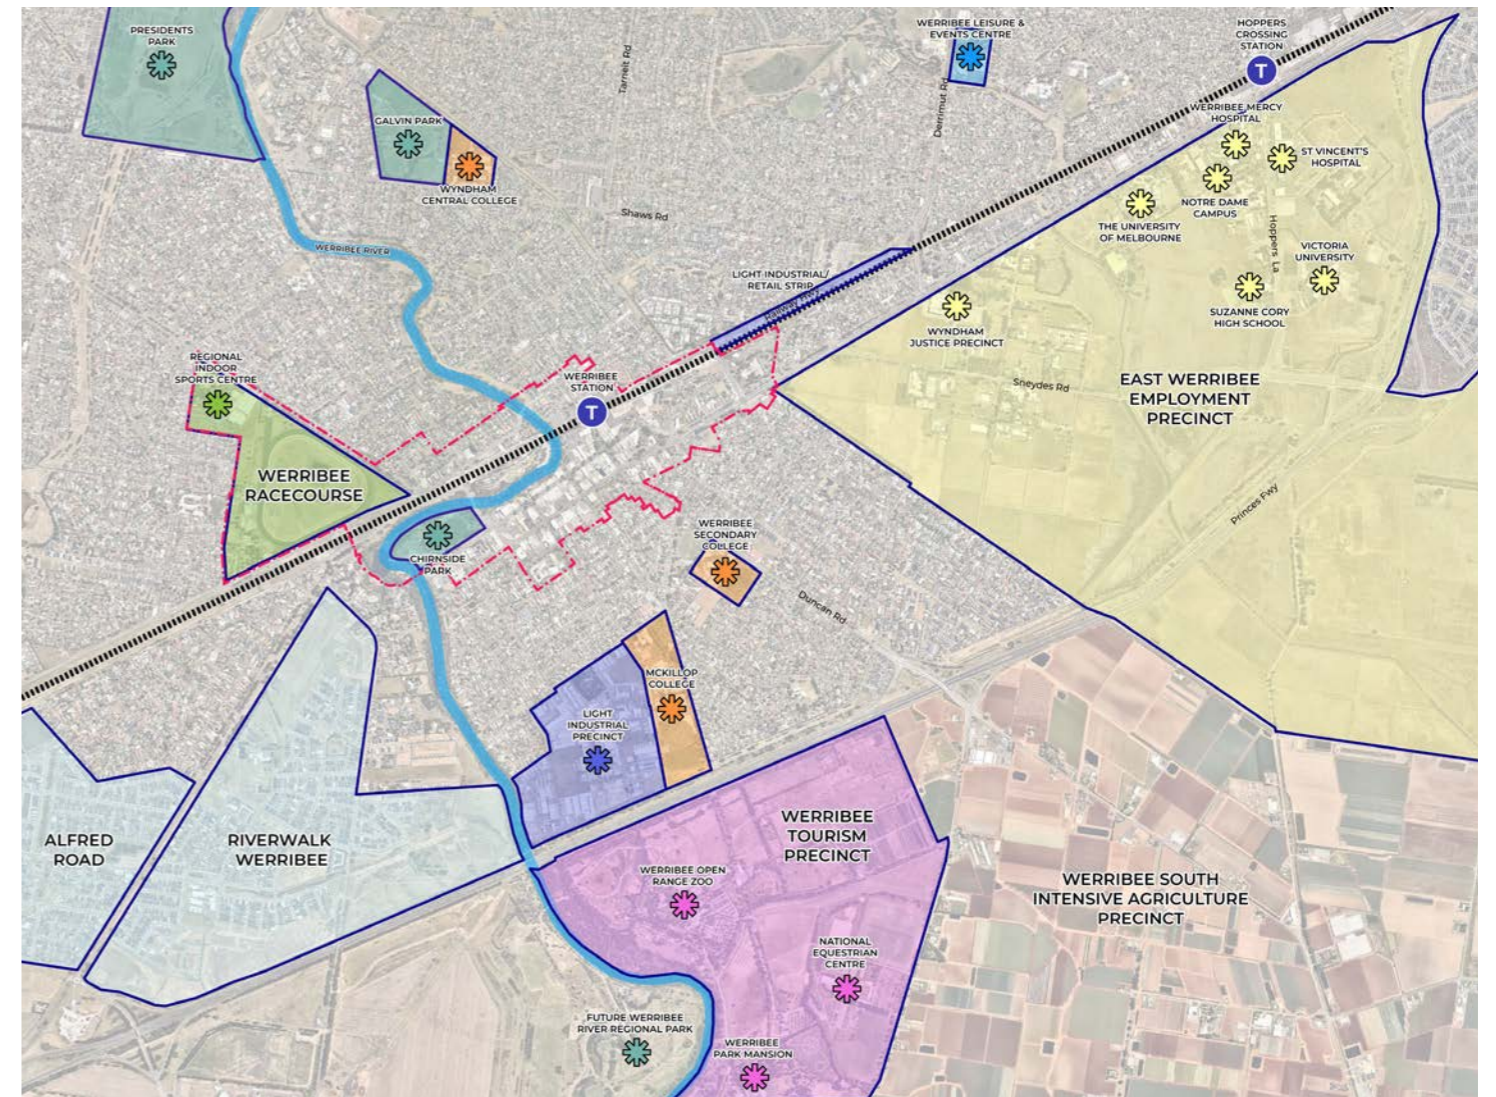 PRESIDENTS
PARK
Tarneit Rd
WERRIBEE LEISURE &
EVENTS CENTRE
HOPPERS
CROSSING
STATION
T
Derrimut Rd
GALVIN PARK
WYNDHAM
CENTRAL COLLEGE
WERRIBEE MERCY
HOSPITAL
ST VINCENT'S
HOSPITAL
NOTRE DAME
CAMPUS
THE UNIVERSITY
OF MELBOURNE
Hoppers La
VICTORIA
UNIVERSITY
SUZANNE CORY
HIGH SCHOOL
Shaws Rd
WERRIBEE RIVER
LIGHT INDUSTRIAL/
RETAIL STRIP
Railway Hwy
WYNDHAM
JUSTICE PRECINCT
Sneydes Rd
EAST WERRIBEE
EMPLOYMENT
PRECINCT
Princes Fwy
REGIONAL
INDOOR
SPORTS CENTRE
WERRIBEE
STATION
T
WERRIBEE
RACECOURSE
CHIRNSIDE
PARK
WERRIBEE
SECONDARY
COLLEGE
Duncan Rd
MCKILLOP
COLLEGE
LIGHT
INDUSTRIAL
PRECINCT
ALFRED
ROAD
RIVERWALK
WERRIBEE
WERRIBEE
TOURISM
PRECINCT
WERRIBEE OPEN
RANGE ZOO
NATIONAL
EQUESTRIAN
CENTRE
WERRIBEE SOUTH
INTENSIVE AGRICULTURE
PRECINCT
FUTURE WERRIBEE
RIVER REGIONAL PARK
WERRIBEE
PARK MANSION